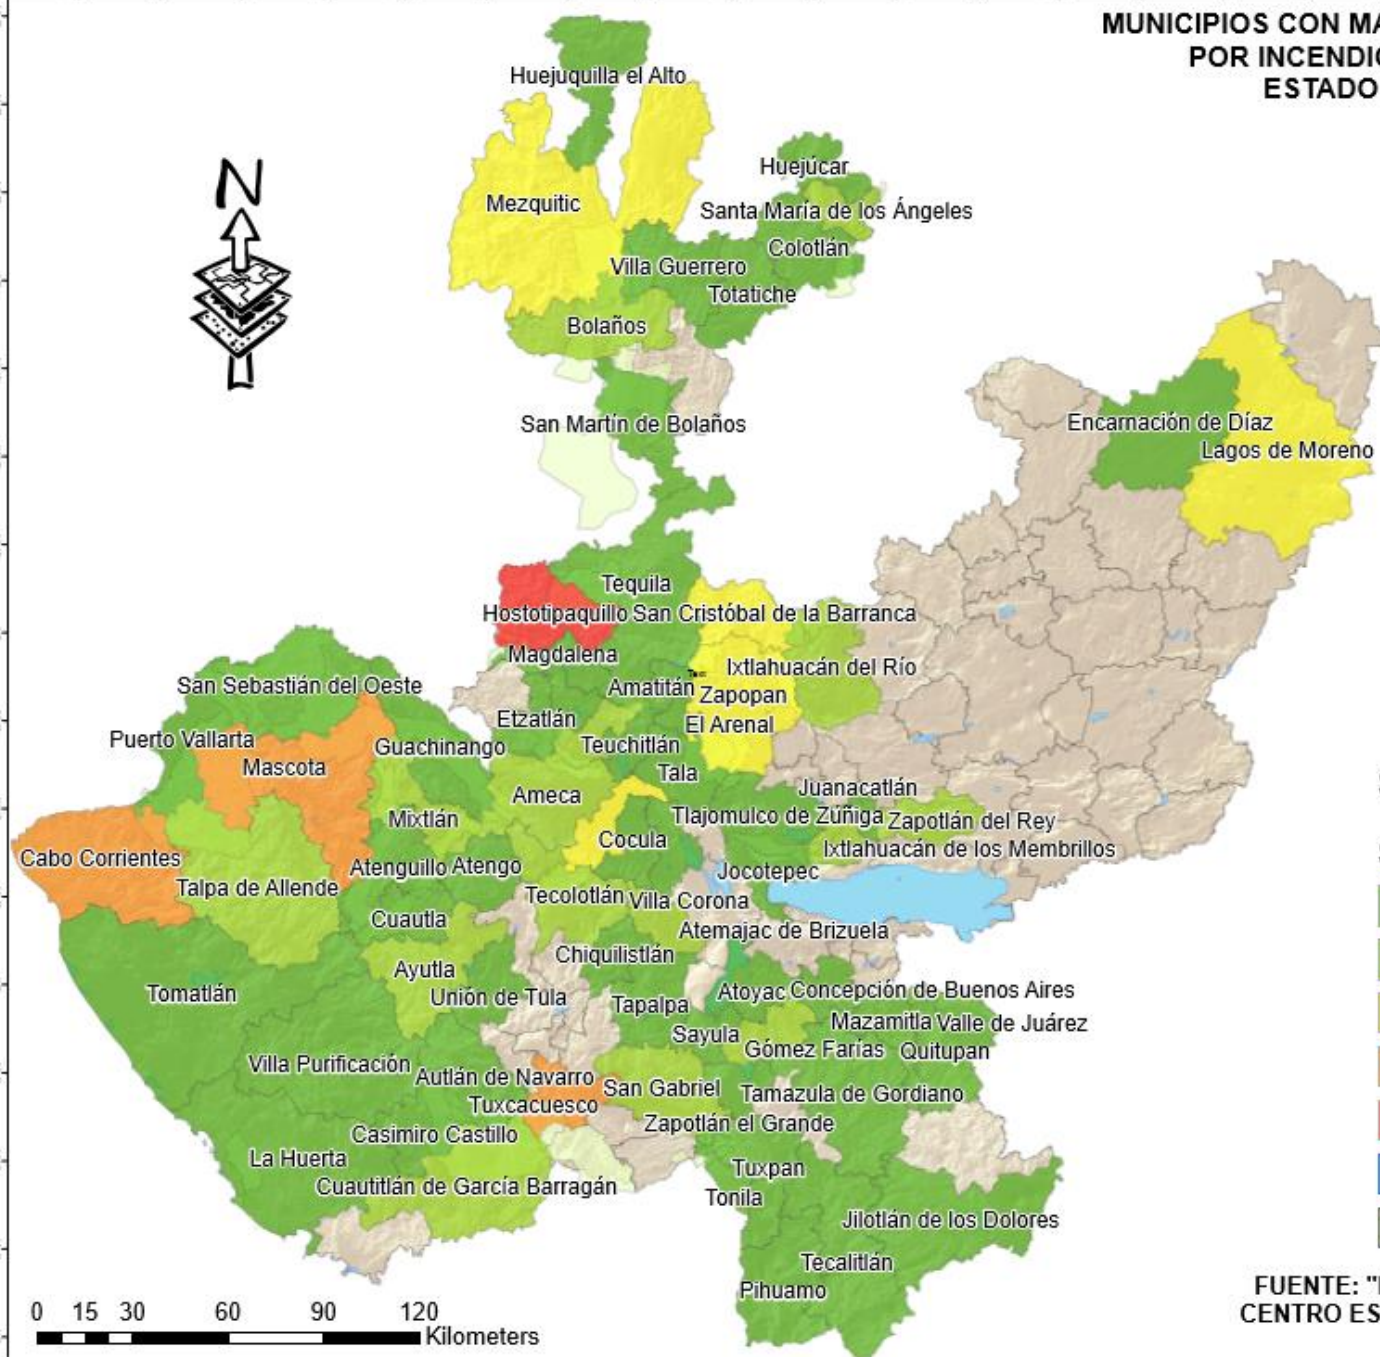 MUNICIPIOS CON MA
POR INCENDIO
ESTADO
N
Huejuquilla el Alto
Huejúcar
Mezquitic
Santa María de los Ángeles
Colotlán
Villa Guerrero
Totatiche
Bolaños
San Martín de Bolaños
Encarnación de Díaz
Lagos de Moreno
Tequila
Hostotipaquillo San Cristóbal de la Barranca
Magdalena
Ixtlahuacán del Río
San Sebastián del Oeste
Amatitán
Zapopan
Etzatlán
El Arenal
Puerto Vallarta
Guachinango
Teuchitlán
Mascota
Tala
Ameca
Juanacatlán
Mixtlán
Tlajomulco de Zúñiga Zapotlán del Rey
Cocula
Ixtlahuacán de los Membrillos
Cabo Corrientes
Atenguillo Atengo
Jocotepec
Talpa de Allende
Tecolotlán Villa Corona
Cuautla
Atemajac de Brizuela
Chiquilistlán
Ayutla
Tomatlán
Unión de Tula
Tapalpa
Atoyac Concepción de Buenos Aires
Mazamitla Valle de Juárez
Sayula
Gómez Farías Quitupan
Villa Purificación
Autlán de Navarro
San Gabriel
Tamazula de Gordiano
Tuxcacuesco
Zapotlán el Grande
Casimiro Castillo
La Huerta
Tuxpan
Cuautitlán de García Barragán
Tonila
Jilotlán de los Dolores
Tecalitlán
Pihuamo
FUENTE: "I
CENTRO ES
0 15 30 60 90 120
Kilometers